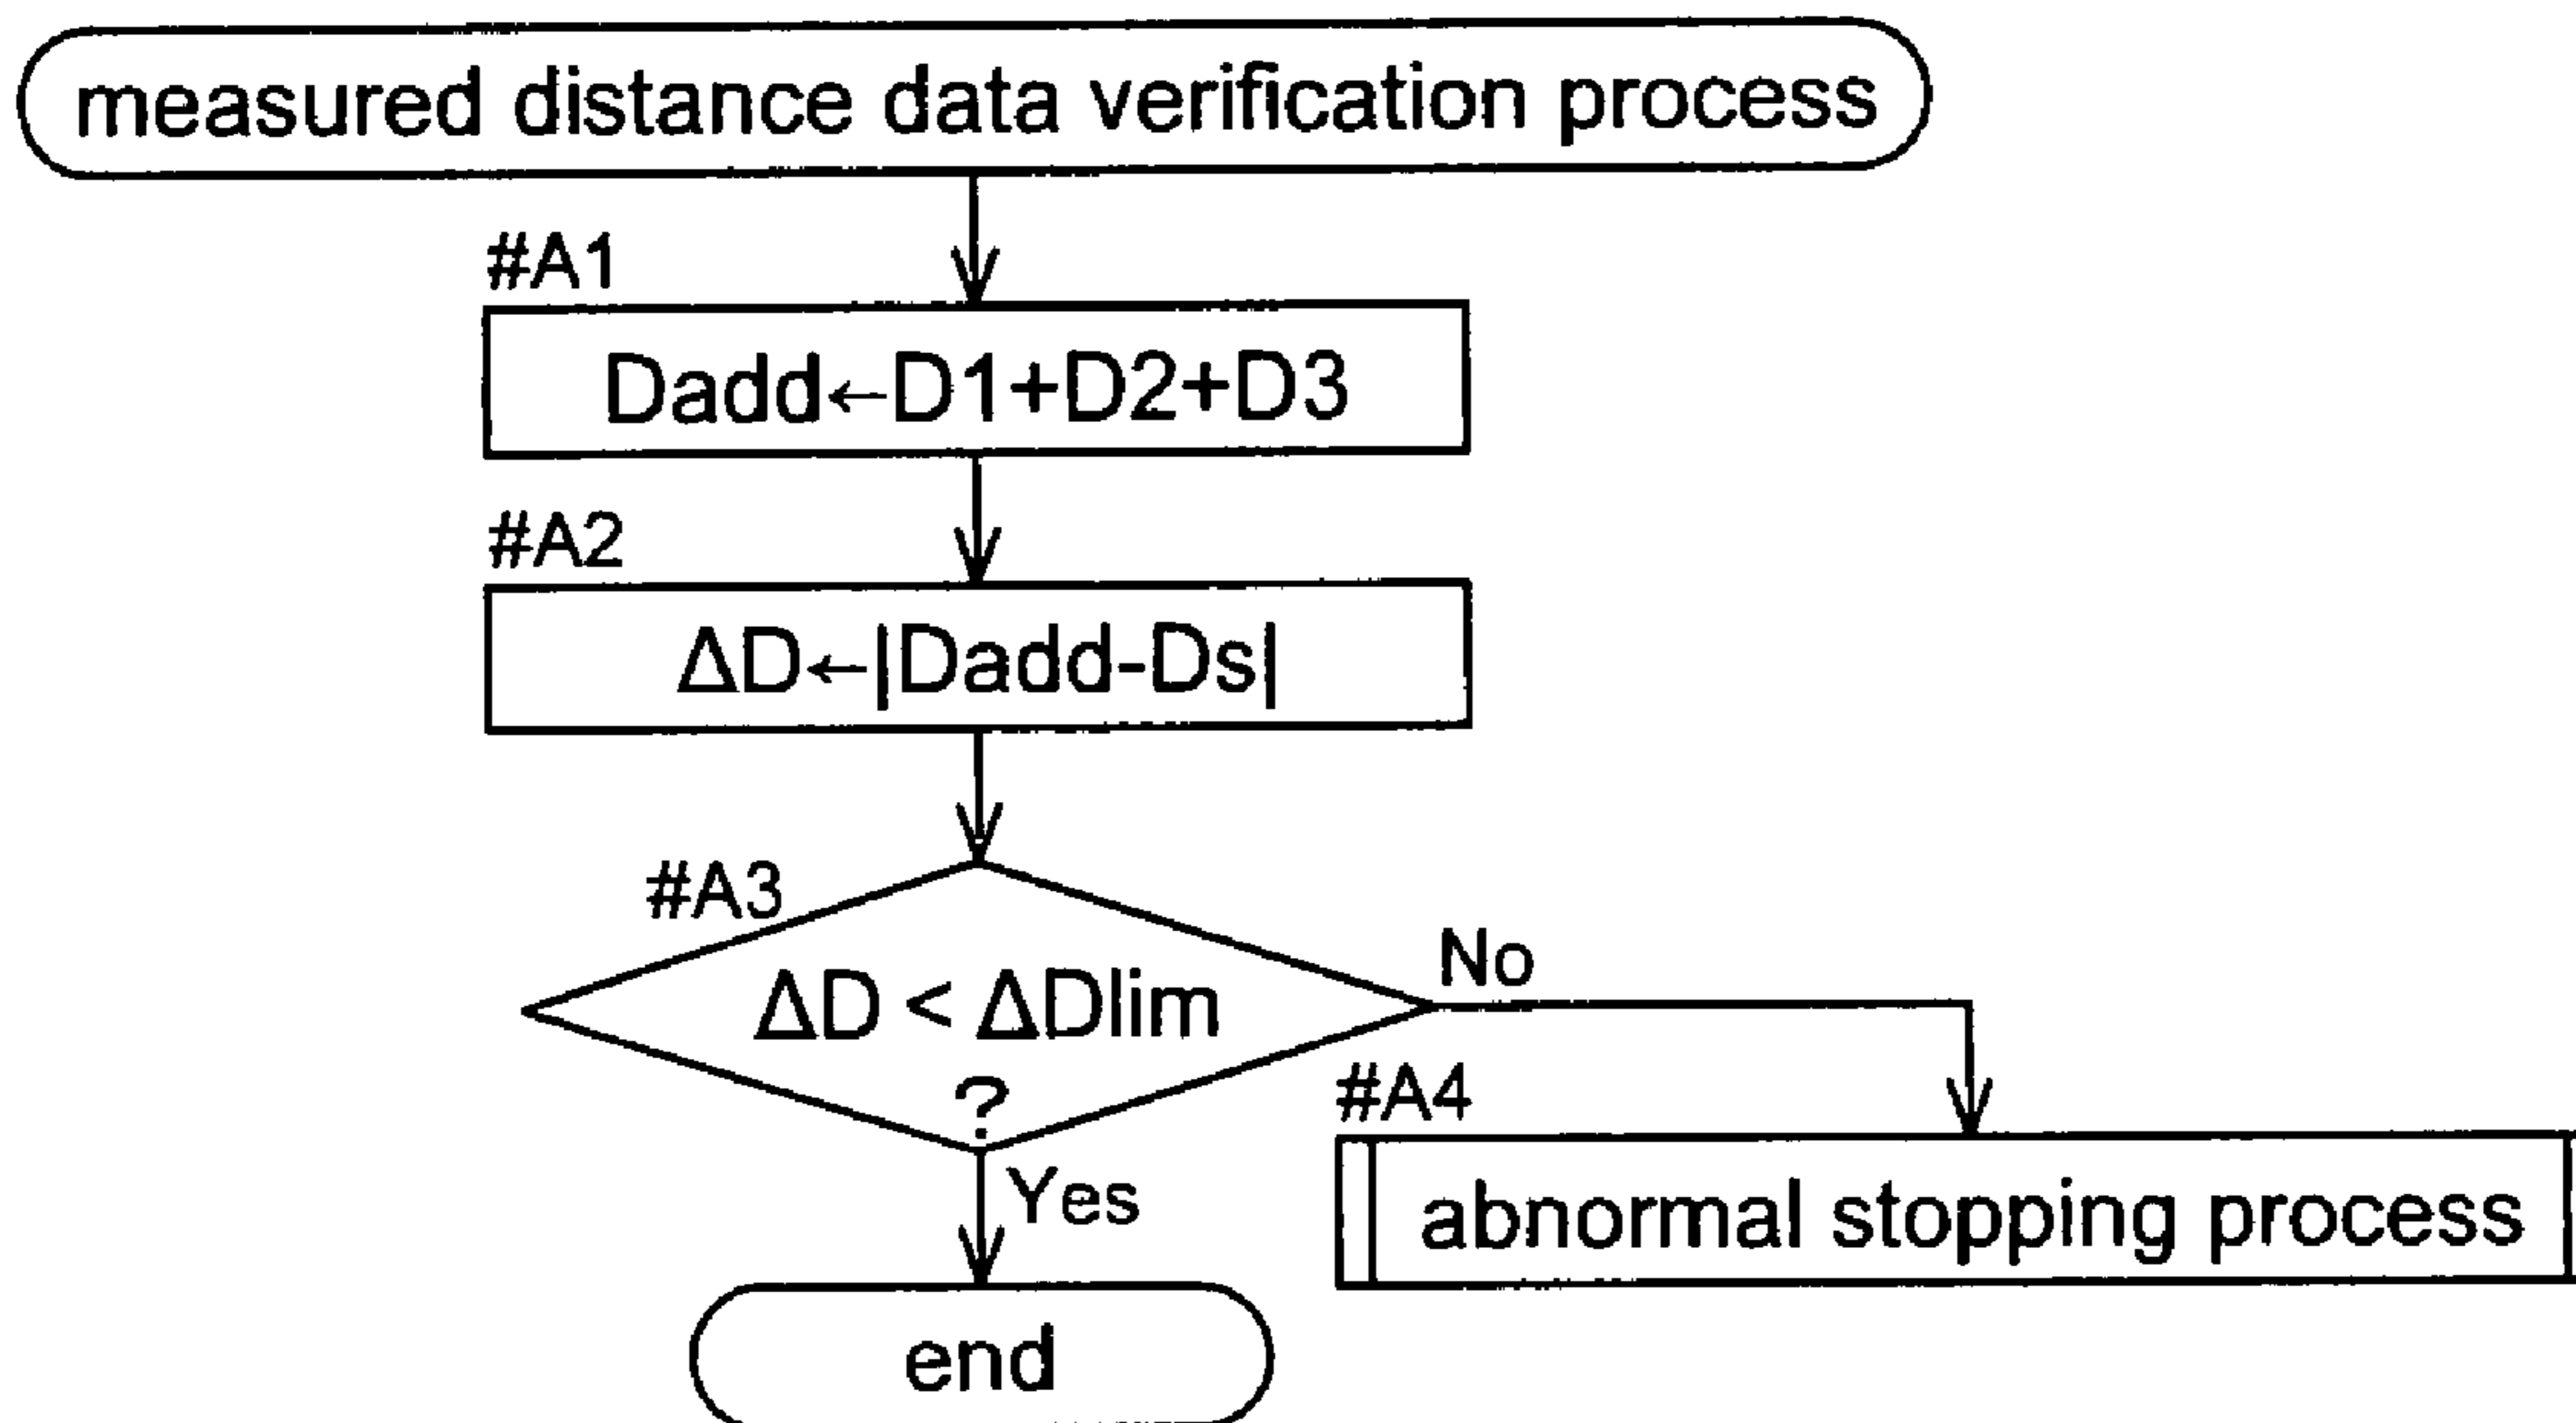 measured distance data verification process
#A1
Dadd←D1+D2+D3
#A2
ΔD←|Dadd-Ds|
#A3
ΔD < ΔDlim
?
No
#A4
Yes
abnormal stopping process
end